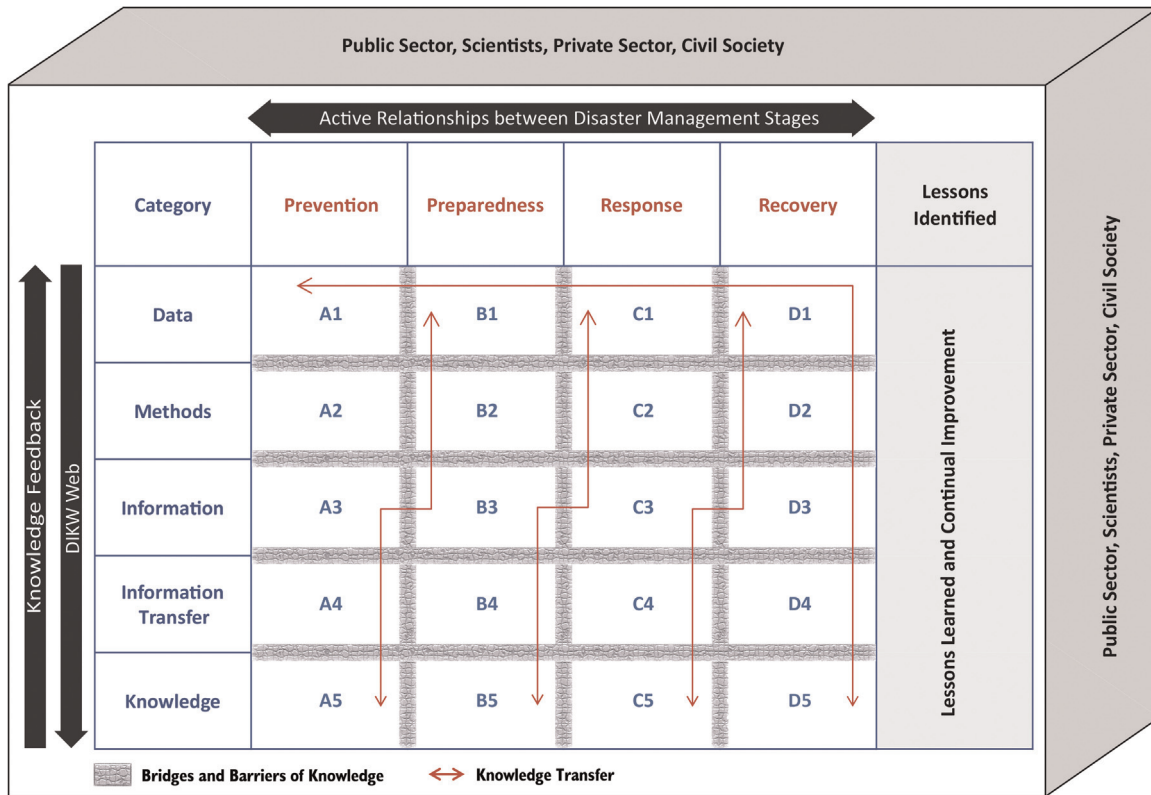 Public Sector, Scientists, Private Sector, Civil Society
Active Relationships between Disaster Management Stages
Category
Prevention
Preparedness
Response
Recovery
Lessons
Identified
Data
A1
B1
C1
D1
Methods
A2
B2
C2
D2
Information
A3
B3
C3
D3
Information
Transfer
A4
B4
C4
D4
Knowledge
A5
B5
C5
D5
Knowledge Feedback
DIKW Web
Lessons Learned and Continual Improvement
Public Sector, Scientists, Private Sector, Civil Society
Bridges and Barriers of Knowledge
Knowledge Transfer